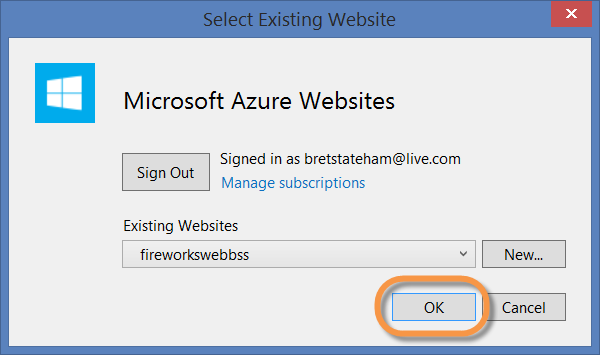 Select Existing Website
Microsoft Azure Websites
Sign Out
Signed in as bretstateham@live.com
Manage subscriptions
Existing Websites
fireworkswebbss
New...
OK
Cancel